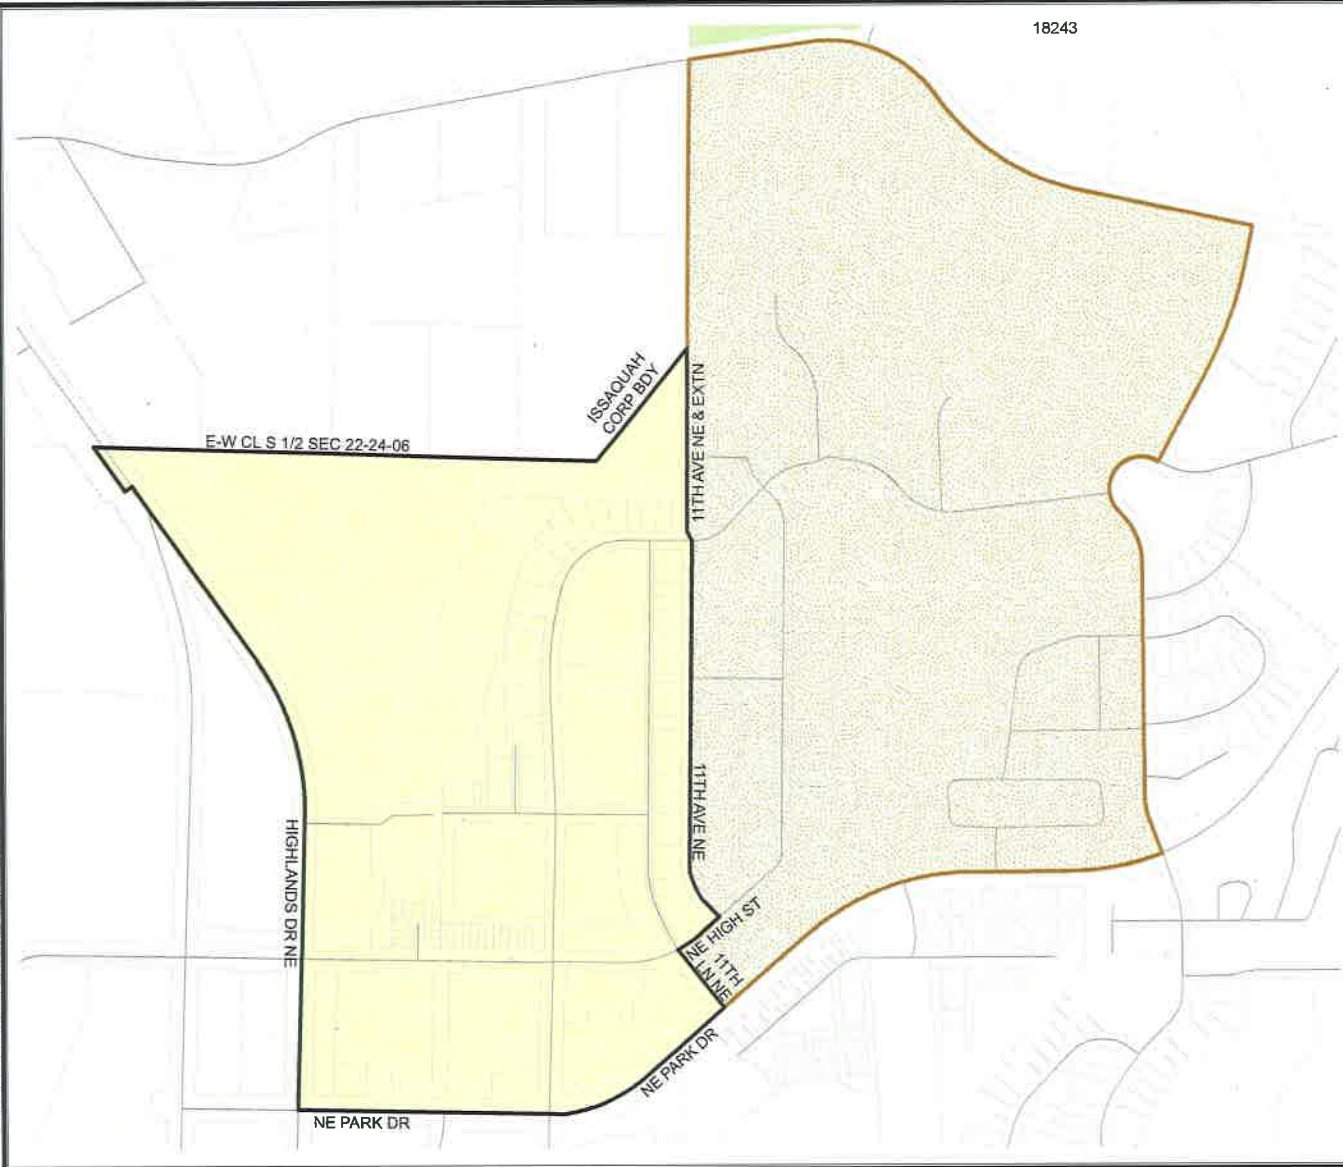 18243
ISSAQUAH
CORP BDY
11TH AVE NE & EXTN
E-W CL S 1/2 SEC 22-24-06
11TH AVE NE
HIGHLANDS DR NE
NE HIGH ST
11TH
LN NE
NE PARK DR
NE PARK DR